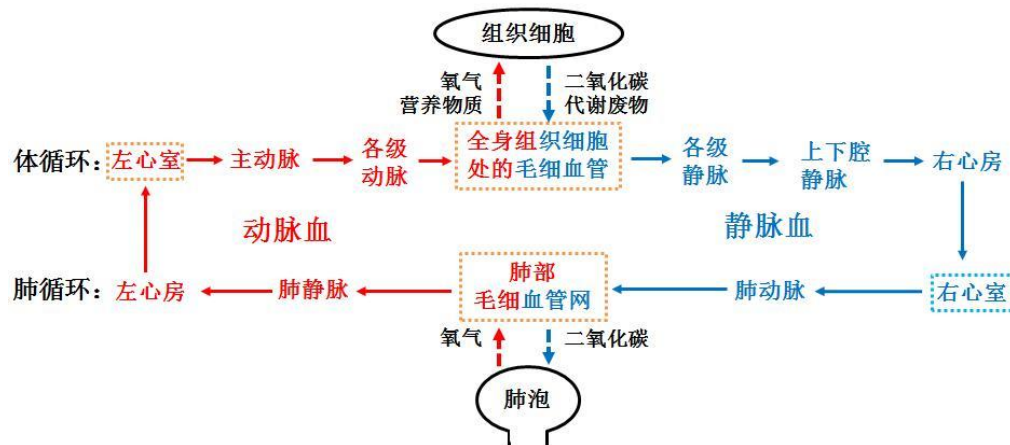 组织细胞
氧气
营养物质
二氧化碳
代谢废物
体循环：
左心室
主动脉
各级
动脉
全身组织细胞
处的毛细血管
各级
静脉
上下腔
静脉
右心房
动脉血
静脉血
肺循环：
左心房
肺静脉
肺部
毛细血管网
肺动脉
右心室
氧气
二氧化碳
肺泡